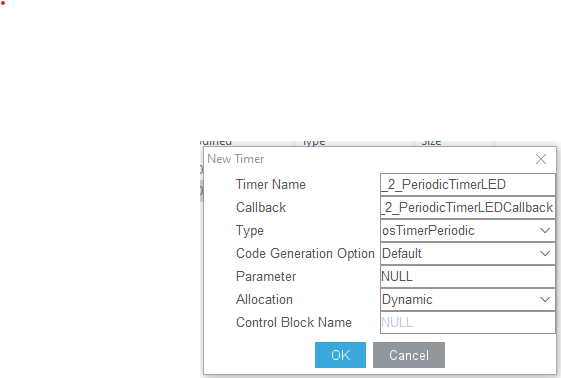 Type Size
New Timer
Timer Name _2_PeriodicTimerLED
Callback _2_PeriodicTimerLEDCallback
Type osTimerPeriodic
Code Generation Option Default
Parameter NULL
Allocation Dynamic
Control Block Name NULL
OK Cancel